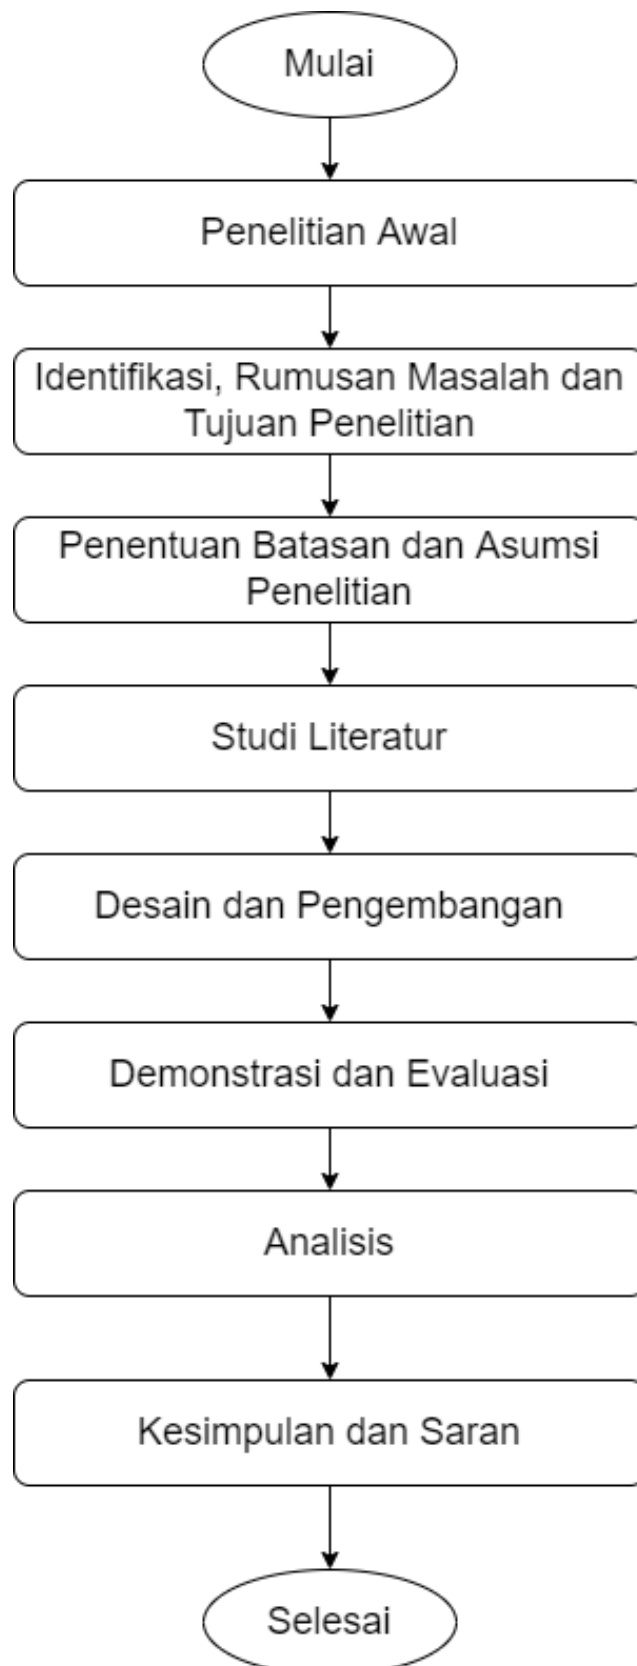 Mulai
Penelitian Awal
Identifikasi, Rumusan Masalah dan
Tujuan Penelitian
Penentuan Batasan dan Asumsi
Penelitian
Studi Literatur
Desain dan Pengembangan
Demonstrasi dan Evaluasi
Analisis
Kesimpulan dan Saran
Selesai